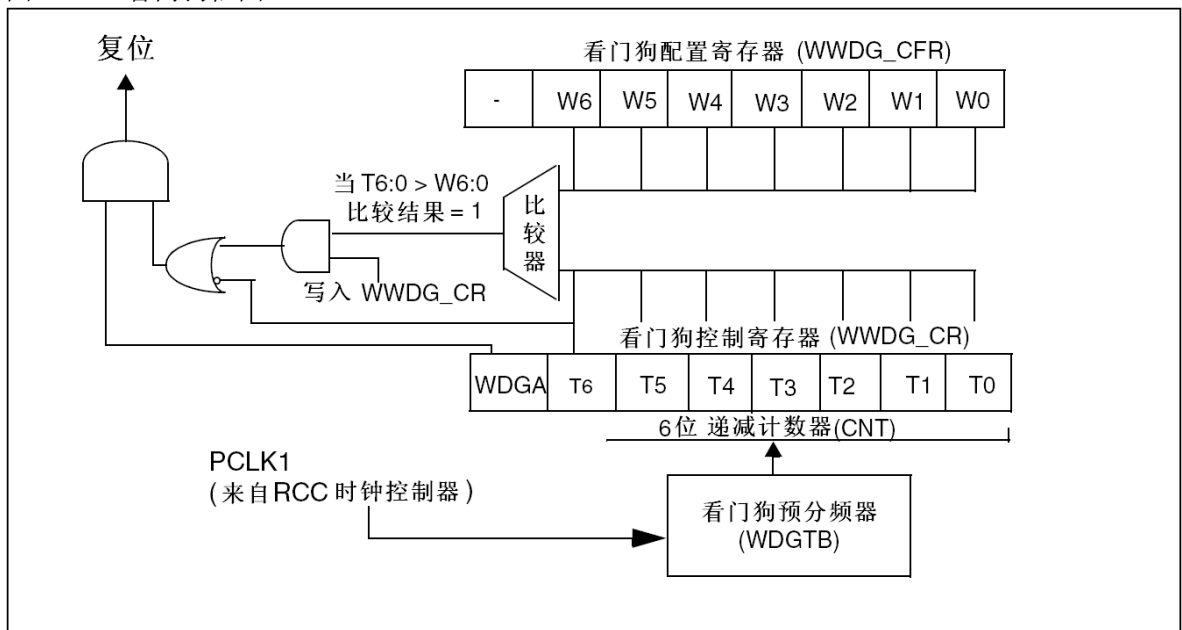 复位
看门狗配置寄存器 (WWDG_CFR)
- W6 W5 W4 W3 W2 W1 W0
当 T6:0 > W6:0
比较结果 = 1
比较器
写入 WWDG_CR
看门狗控制寄存器 (WWDG_CR)
WDGA T6 T5 T4 T3 T2 T1 T0
6位 递减计数器(CNT)
PCLK1
(来自RCC 时钟控制器)
看门狗预分频器
(WDGTB)